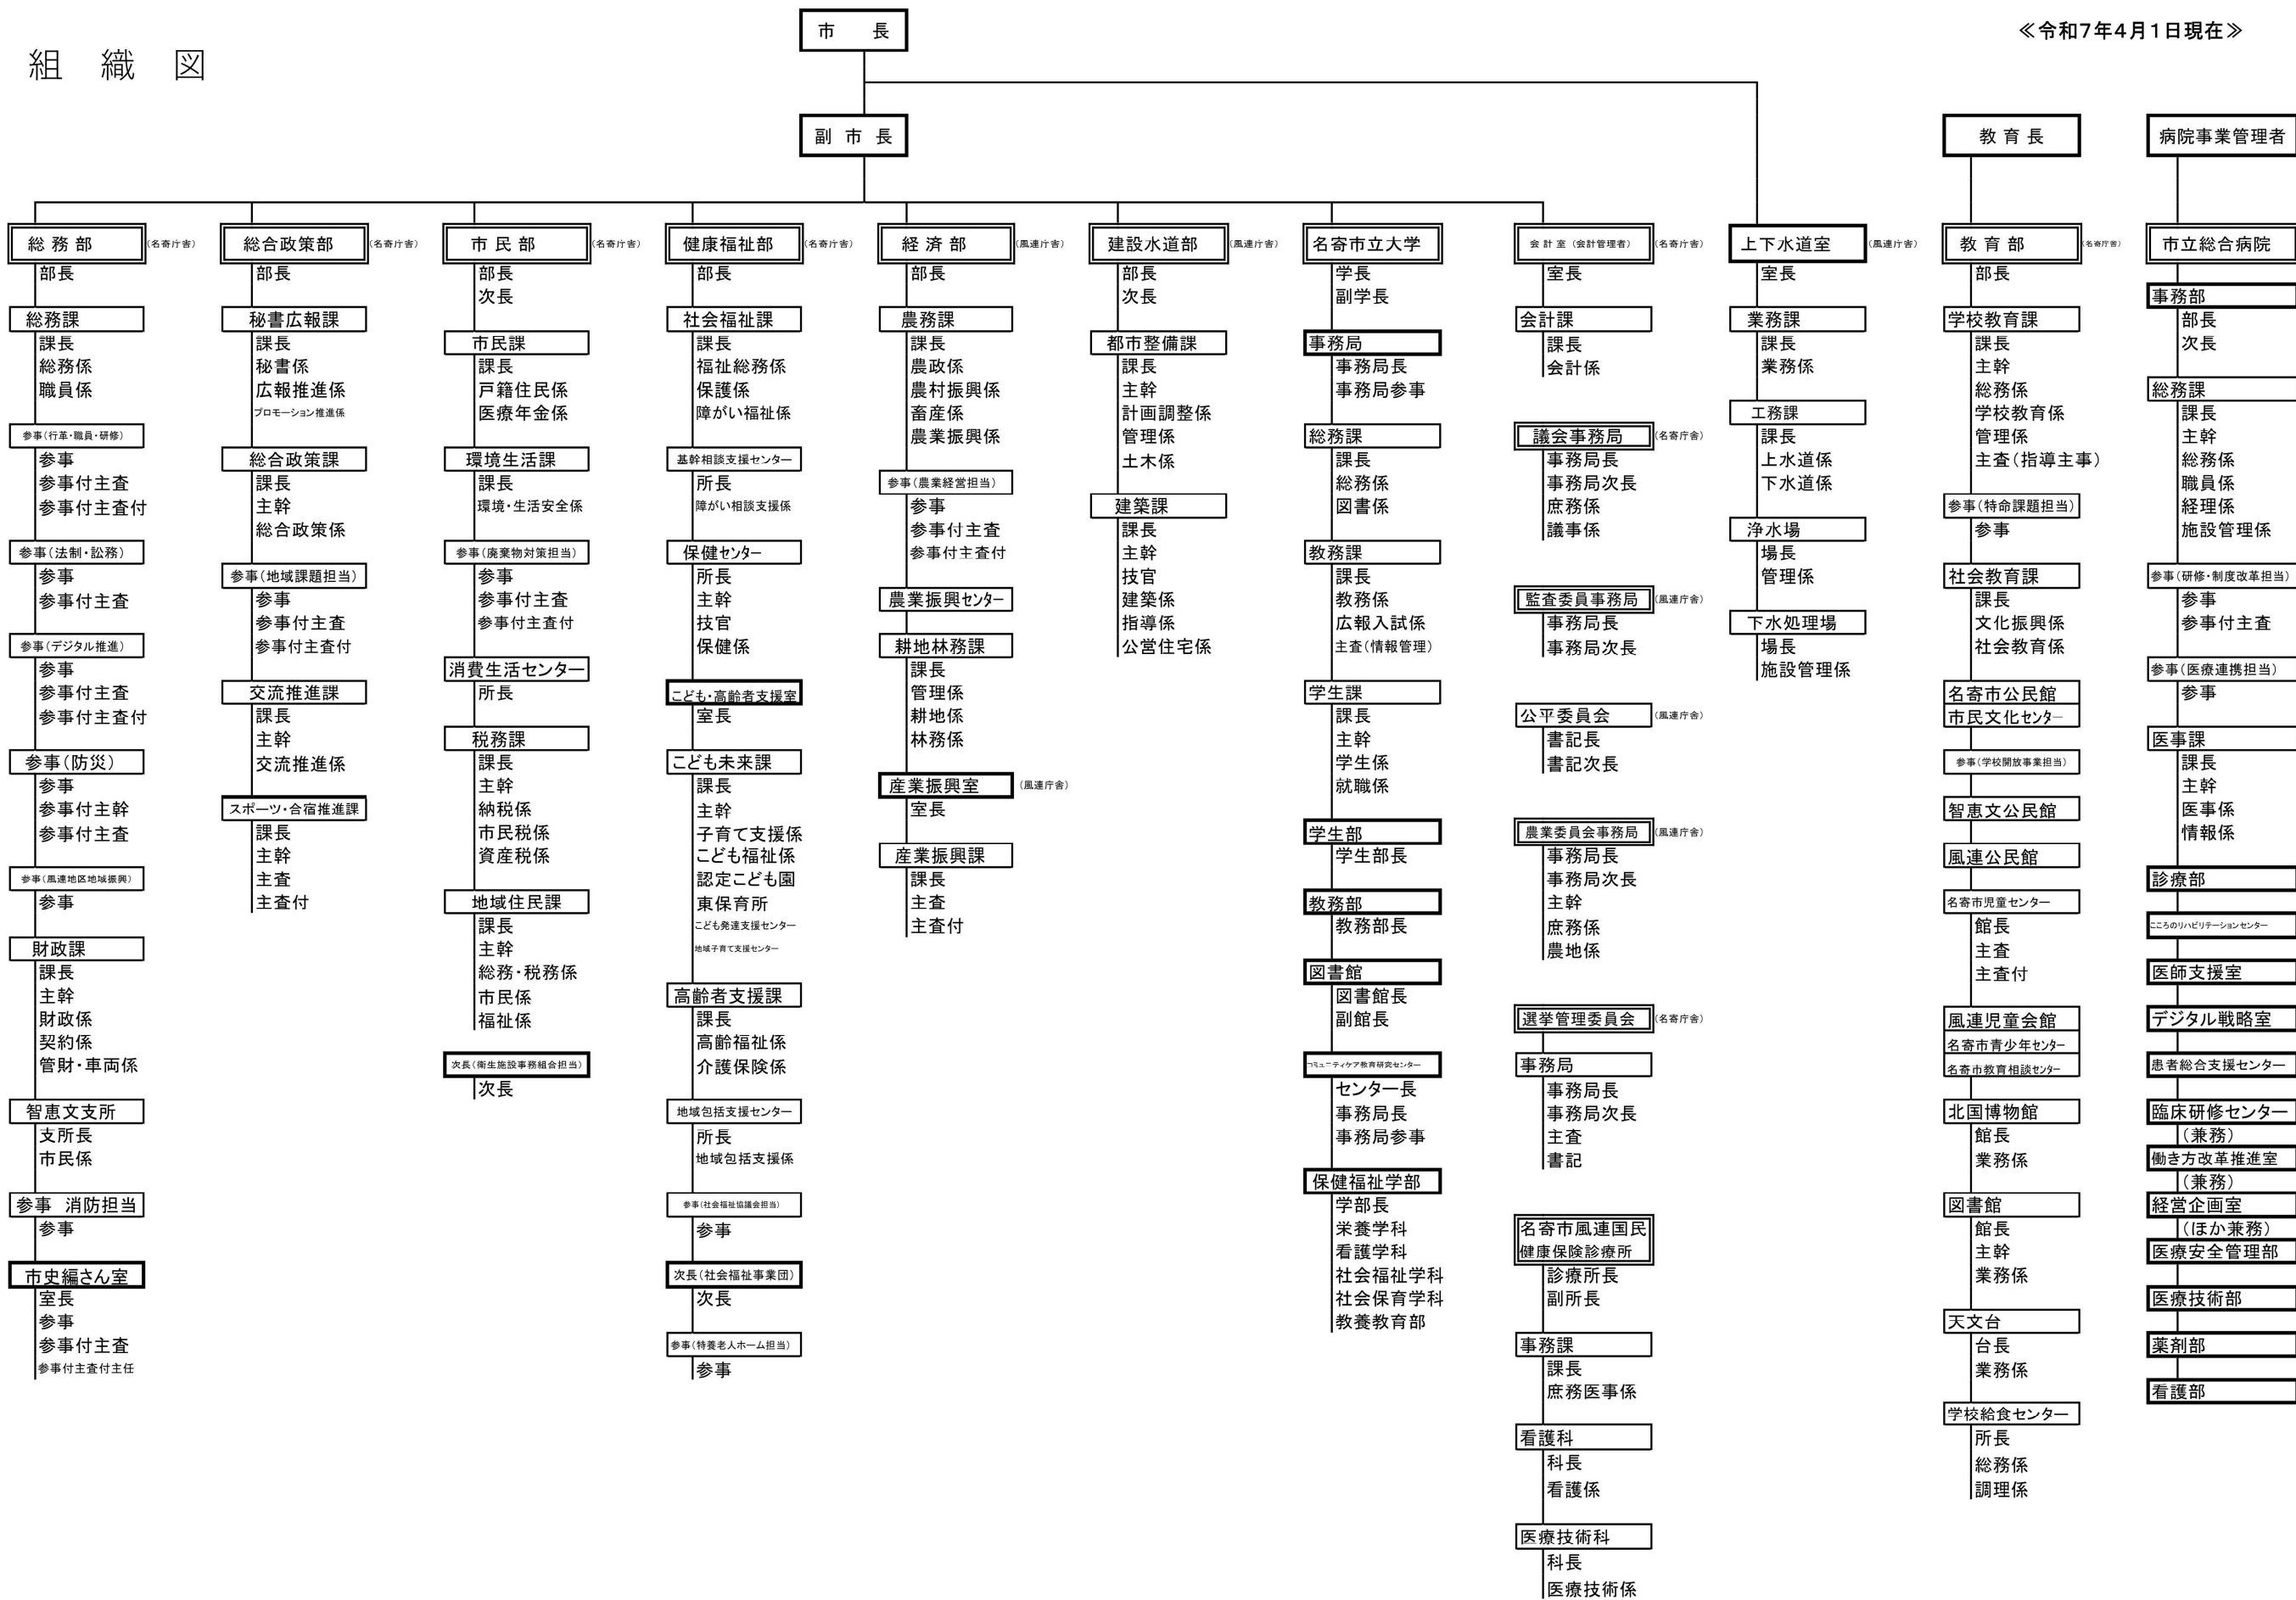 組 織 図
≪令和7年4月1日現在≫
市 長
副 市 長
教 育 長
病院事業管理者
総 務 部
(名寄庁舎)
部長
総務課
課長
総務係
職員係
参事(行革・職員・研修)
参事
参事付主査
参事付主査付
参事(法制・訟務)
参事
参事付主査
参事(デジタル推進)
参事
参事付主査
参事付主査付
参事(防災)
参事
参事付主幹
参事付主査
参事(風連地区地域振興)
参事
財政課
課長
主幹
財政係
契約係
管財・車両係
智恵文支所
支所長
市民係
参事 消防担当
参事
市史編さん室
室長
参事
参事付主査
参事付主査付主任
総合政策部
(名寄庁舎)
部長
秘書広報課
課長
秘書係
広報推進係
プロモーション推進係
総合政策課
課長
主幹
総合政策係
参事(地域課題担当)
参事
参事付主査
参事付主査付
交流推進課
課長
主幹
交流推進係
スポーツ・合宿推進課
課長
主幹
主査
主査付
市 民 部
(名寄庁舎)
部長
次長
市民課
課長
戸籍住民係
医療年金係
環境生活課
課長
環境・生活安全係
参事(廃棄物対策担当)
参事
参事付主査
参事付主査付
消費生活センター
所長
税務課
課長
主幹
納税係
市民税係
資産税係
地域住民課
課長
主幹
総務・税務係
市民係
福祉係
次長(衛生施設事務組合担当)
次長
健康福祉部
(名寄庁舎)
部長
社会福祉課
課長
福祉総務係
保護係
障がい福祉係
基幹相談支援センター
所長
障がい相談支援係
保健センター
所長
主幹
技官
保健係
こども・高齢者支援室
室長
こども未来課
課長
主幹
子育て支援係
こども福祉係
認定こども園
東保育所
こども発達支援センター
地域子育て支援センター
高齢者支援課
課長
高齢福祉係
介護保険係
地域包括支援センター
所長
地域包括支援係
参事(社会福祉協議会担当)
参事
次長(社会福祉事業団)
次長
参事(特養老人ホーム担当)
参事
経 済 部
(風連庁舎)
部長
農務課
課長
農政係
農村振興係
畜産係
農業振興係
参事(農業経営担当)
参事
参事付主査
参事付主査付
農業振興センター
耕地林務課
課長
管理係
耕地係
林務係
産業振興室
(風連庁舎)
室長
産業振興課
課長
主査
主査付
建設水道部
(風連庁舎)
部長
次長
都市整備課
課長
主幹
計画調整係
管理係
土木係
建築課
課長
主幹
技官
建築係
指導係
公営住宅係
名寄市立大学
学長
副学長
事務局
事務局長
事務局参事
総務課
課長
総務係
図書係
教務課
課長
教務係
広報入試係
主査(情報管理)
学生課
課長
主幹
学生係
就職係
学生部
学生部長
教務部
教務部長
図書館
図書館長
副館長
コミュニティケア教育研究センター
センター長
事務局長
事務局参事
保健福祉学部
学部長
栄養学科
看護学科
社会福祉学科
社会保育学科
教養教育部
会 計 室 (会計管理者)
(名寄庁舎)
室長
会計課
課長
会計係
議会事務局
(名寄庁舎)
事務局長
事務局次長
庶務係
議事係
監査委員事務局
(風連庁舎)
事務局長
事務局次長
公平委員会
(風連庁舎)
書記長
書記次長
農業委員会事務局
(風連庁舎)
事務局長
事務局次長
主幹
庶務係
農地係
選挙管理委員会
(名寄庁舎)
事務局
事務局長
事務局次長
主査
書記
名寄市風連国民
健康保険診療所
診療所長
副所長
事務課
課長
庶務医事係
看護科
科長
看護係
医療技術科
科長
医療技術係
上下水道室
(風連庁舎)
室長
業務課
課長
業務係
工務課
課長
上水道係
下水道係
浄水場
場長
管理係
下水処理場
場長
施設管理係
教 育 部
(名寄庁舎)
部長
学校教育課
課長
主幹
総務係
学校教育係
管理係
主査(指導主事)
参事(特命課題担当)
参事
社会教育課
課長
文化振興係
社会教育係
名寄市公民館
市民文化センター
参事(学校開放事業担当)
智恵文公民館
風連公民館
名寄市児童センター
館長
主査
主査付
風連児童会館
名寄市青少年センター
名寄市教育相談センター
北国博物館
館長
業務係
図書館
館長
主幹
業務係
天文台
台長
業務係
学校給食センター
所長
総務係
調理係
市立総合病院
事務部
部長
次長
総務課
課長
主幹
総務係
職員係
経理係
施設管理係
参事(研修・制度改革担当)
参事
参事付主査
参事(医療連携担当)
参事
医事課
課長
主幹
医事係
情報係
診療部
こころのリハビリテーションセンター
医師支援室
デジタル戦略室
患者総合支援センター
臨床研修センター
(兼務)
働き方改革推進室
(兼務)
経営企画室
(ほか兼務)
医療安全管理部
医療技術部
薬剤部
看護部